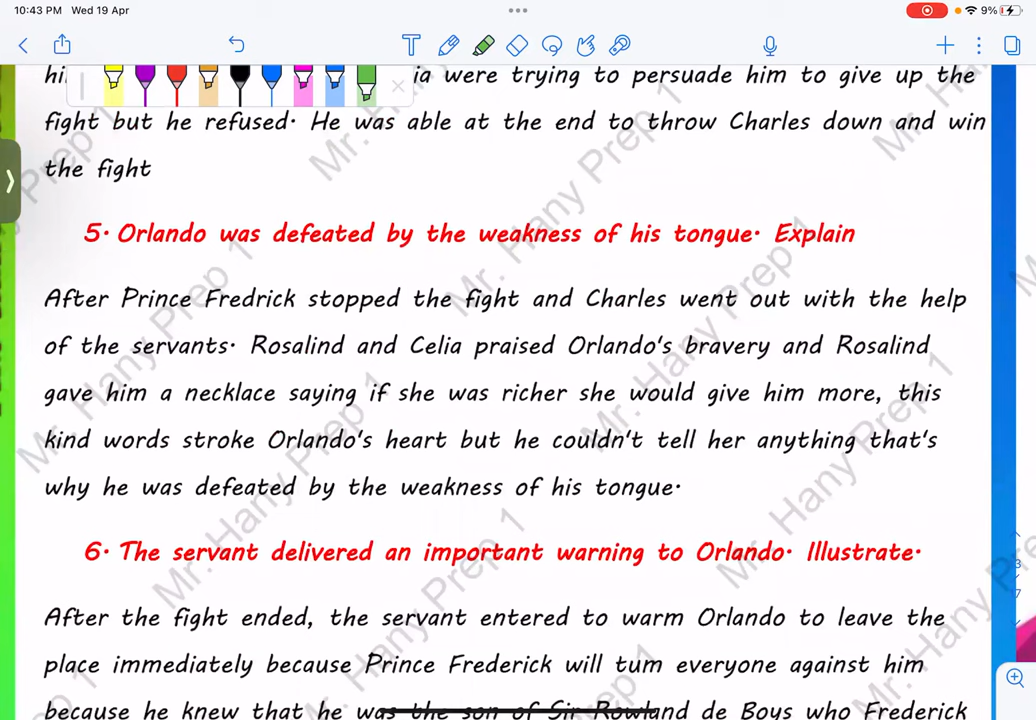 10:43 PM Wed 19 Apr
9%
ia were trying to persuade him to give up the
fight but he refused. He was able at the end to throw Charles down and win
the fight
5. Orlando was defeated by the weakness of his tongue. Explain
After Prince Fredrick stopped the fight and Charles went out with the help
of the servants. Rosalind and Celia praised Orlando's bravery and Rosalind
gave him a necklace saying if she was richer she would give him more, this
kind words stroke Orlando's heart but he couldn't tell her anything that's
why he was defeated by the weakness of his tongue.
6. The servant delivered an important warning to Orlando. Illustrate.
After the fight ended, the servant entered to warm Orlando to leave the
place immediately because Prince Frederick will tum everyone against him
because he knew that he was the son of Sir Rowland de Boys who Frederick
Mr. Hany Prep 1